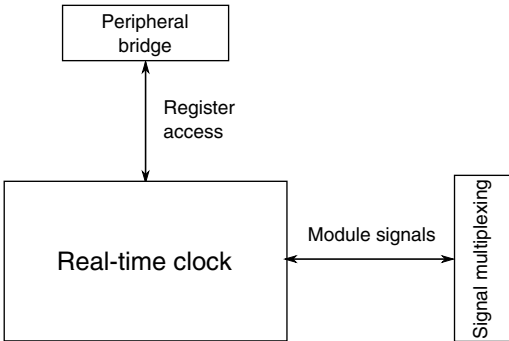 Peripheral
bridge
Register
access
Real-time clock
Module signals
Signal multiplexing